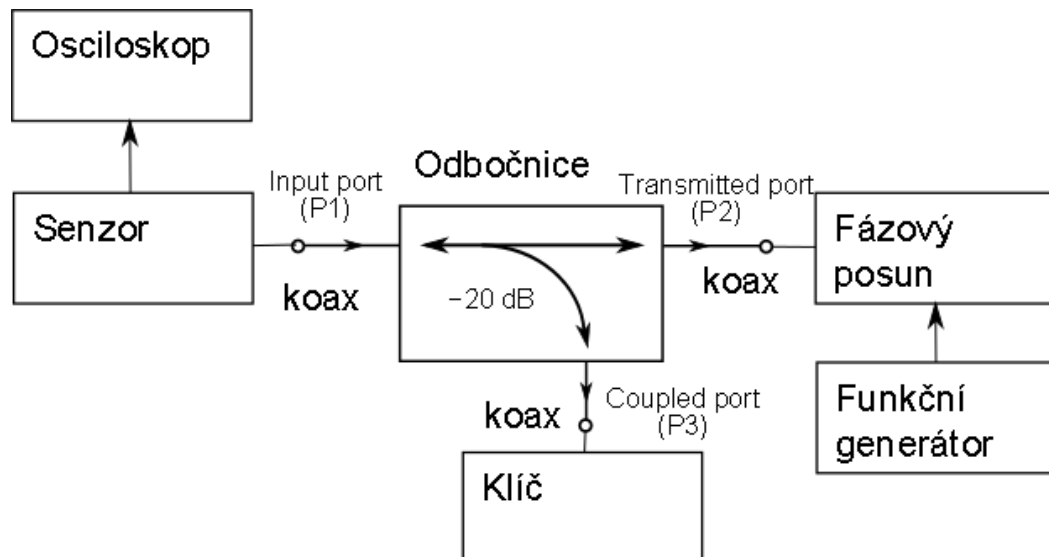 Osciloskop
Odbočnice
Input port
(P1)
Transmitted port
(P2)
Senzor
Fázový
posun
koax
koax
−20 dB
Coupled port
(P3)
koax
Funkční
generátor
Klíč